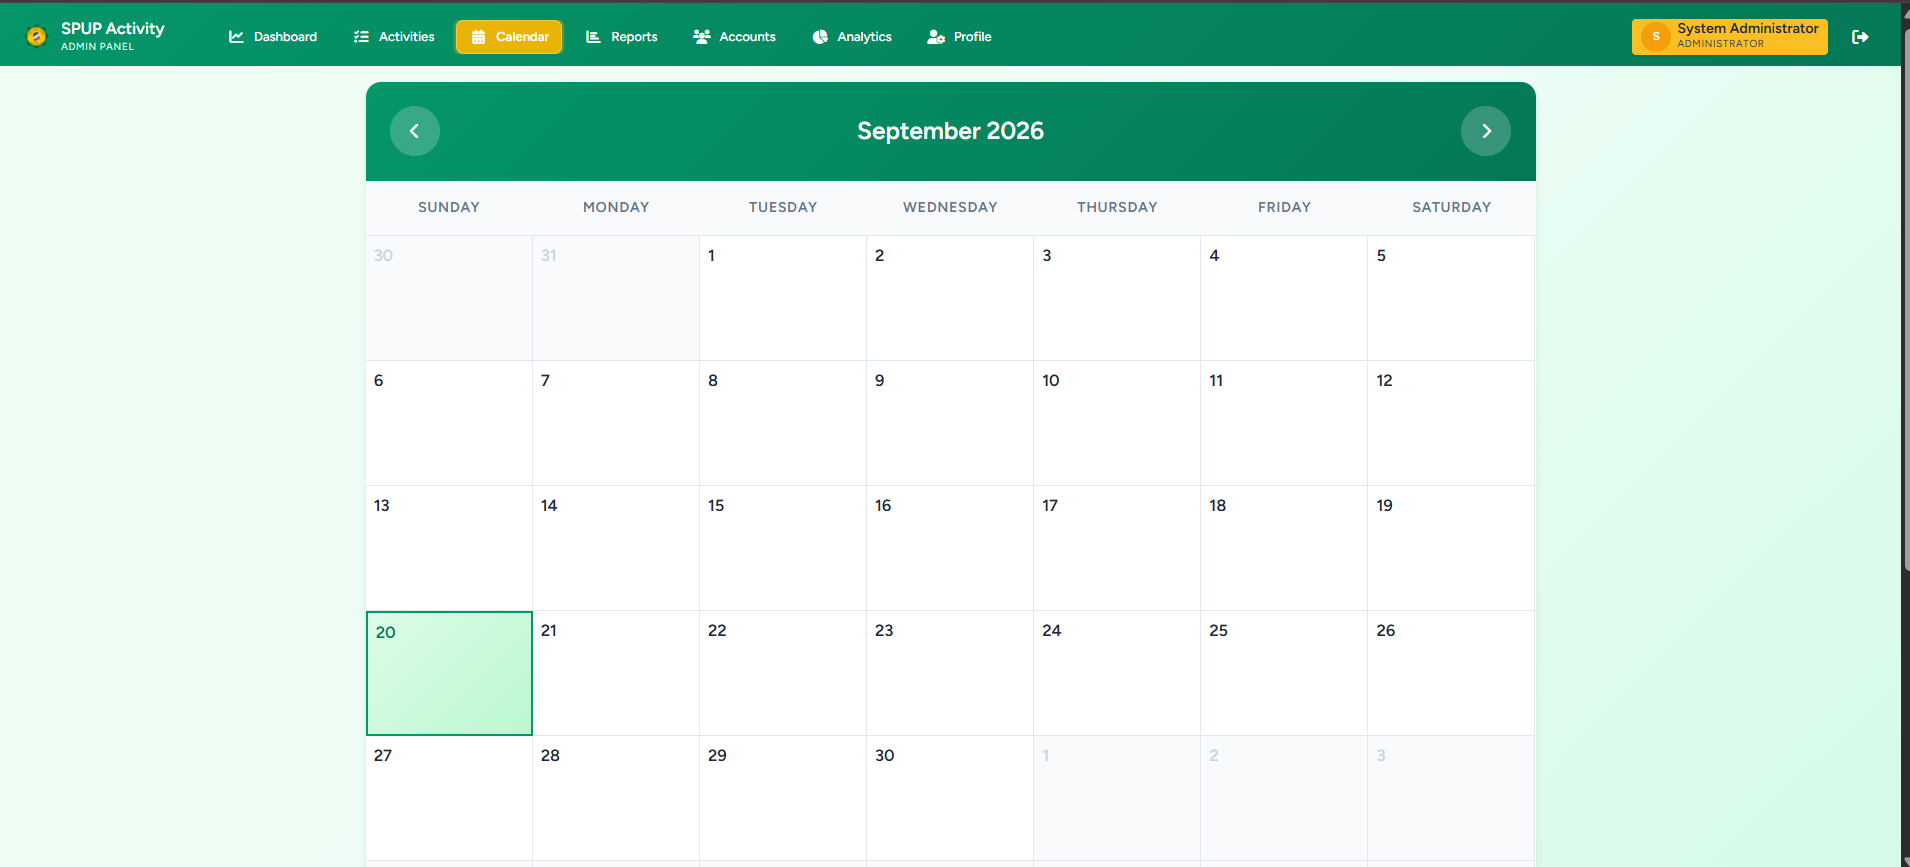 SPUP Activity
ADMIN PANEL
Dashboard
Activities
Calendar
Reports
Accounts
Analytics
Profile
S
System Administrator
ADMINISTRATOR
September 2026
SUNDAY MONDAY TUESDAY WEDNESDAY THURSDAY FRIDAY SATURDAY
30 31 1 2 3 4 5
6 7 8 9 10 11 12
13 14 15 16 17 18 19
20 21 22 23 24 25 26
27 28 29 30 1 2 3